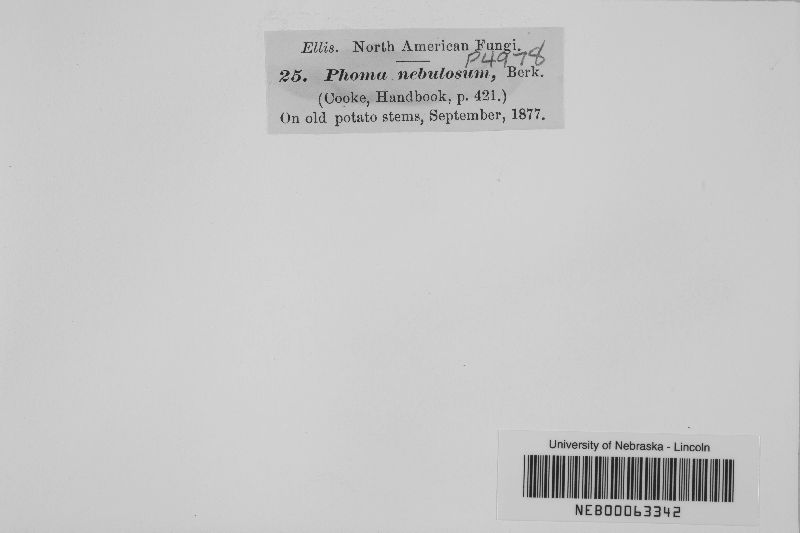 Ellis. North American Fungi.
P4978
25. Phoma nebulosum, Berk.
(Cooke, Handbook, p. 421.)
On old potato stems, September, 1877.
University of Nebraska - Lincoln
NEB00063342